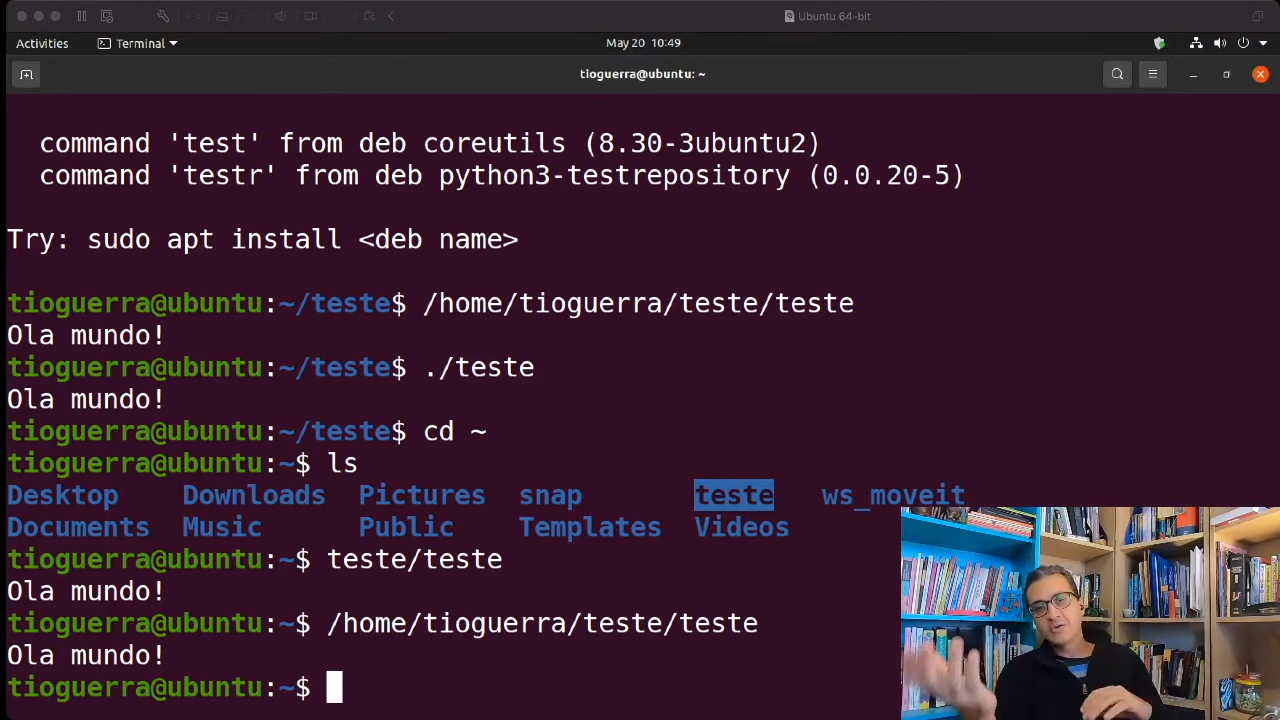 Ubuntu 64-bit
Activities Terminal May 20 10:49
tioguerra@ubuntu: ~
command 'test' from deb coreutils (8.30-3ubuntu2)
command 'testr' from deb python3-testrepository (0.0.20-5)
Try: sudo apt install <deb name>
tioguerra@ubuntu:~/teste$ /home/tioguerra/teste/teste
Ola mundo!
tioguerra@ubuntu:~/teste$ ./teste
Ola mundo!
tioguerra@ubuntu:~/teste$ cd ~
tioguerra@ubuntu:~$ ls
Desktop Downloads Pictures snap teste ws_moveit
Documents Music Public Templates Videos
tioguerra@ubuntu:~$ teste/teste
Ola mundo!
tioguerra@ubuntu:~$ /home/tioguerra/teste/teste
Ola mundo!
tioguerra@ubuntu:~$